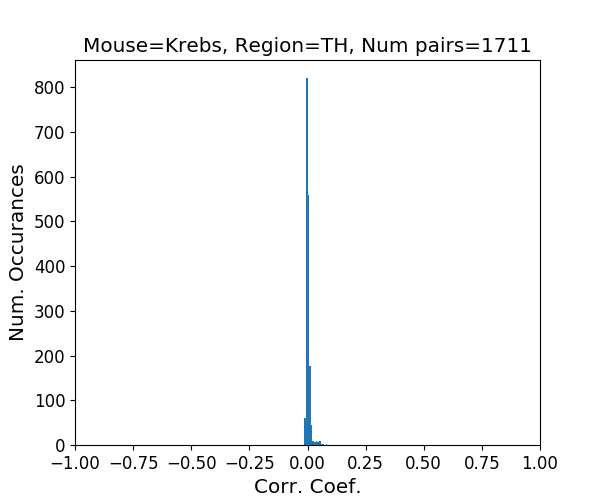 Mouse=Krebs, Region=TH, Num pairs=1711
Num. Occurances
800
700
600
500
400
300
200
100
0
−1.00 −0.75 −0.50 −0.25 0.00 0.25 0.50 0.75 1.00
Corr. Coef.